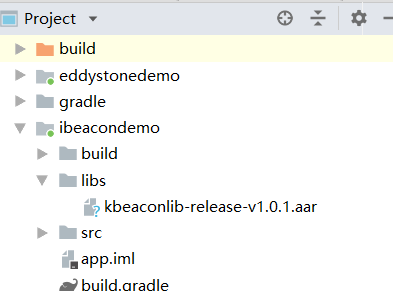 Project
build
eddystonedemo
gradle
ibeacondemo
build
libs
kbeaconlib-release-v1.0.1.aar
src
app.iml
build.gradle